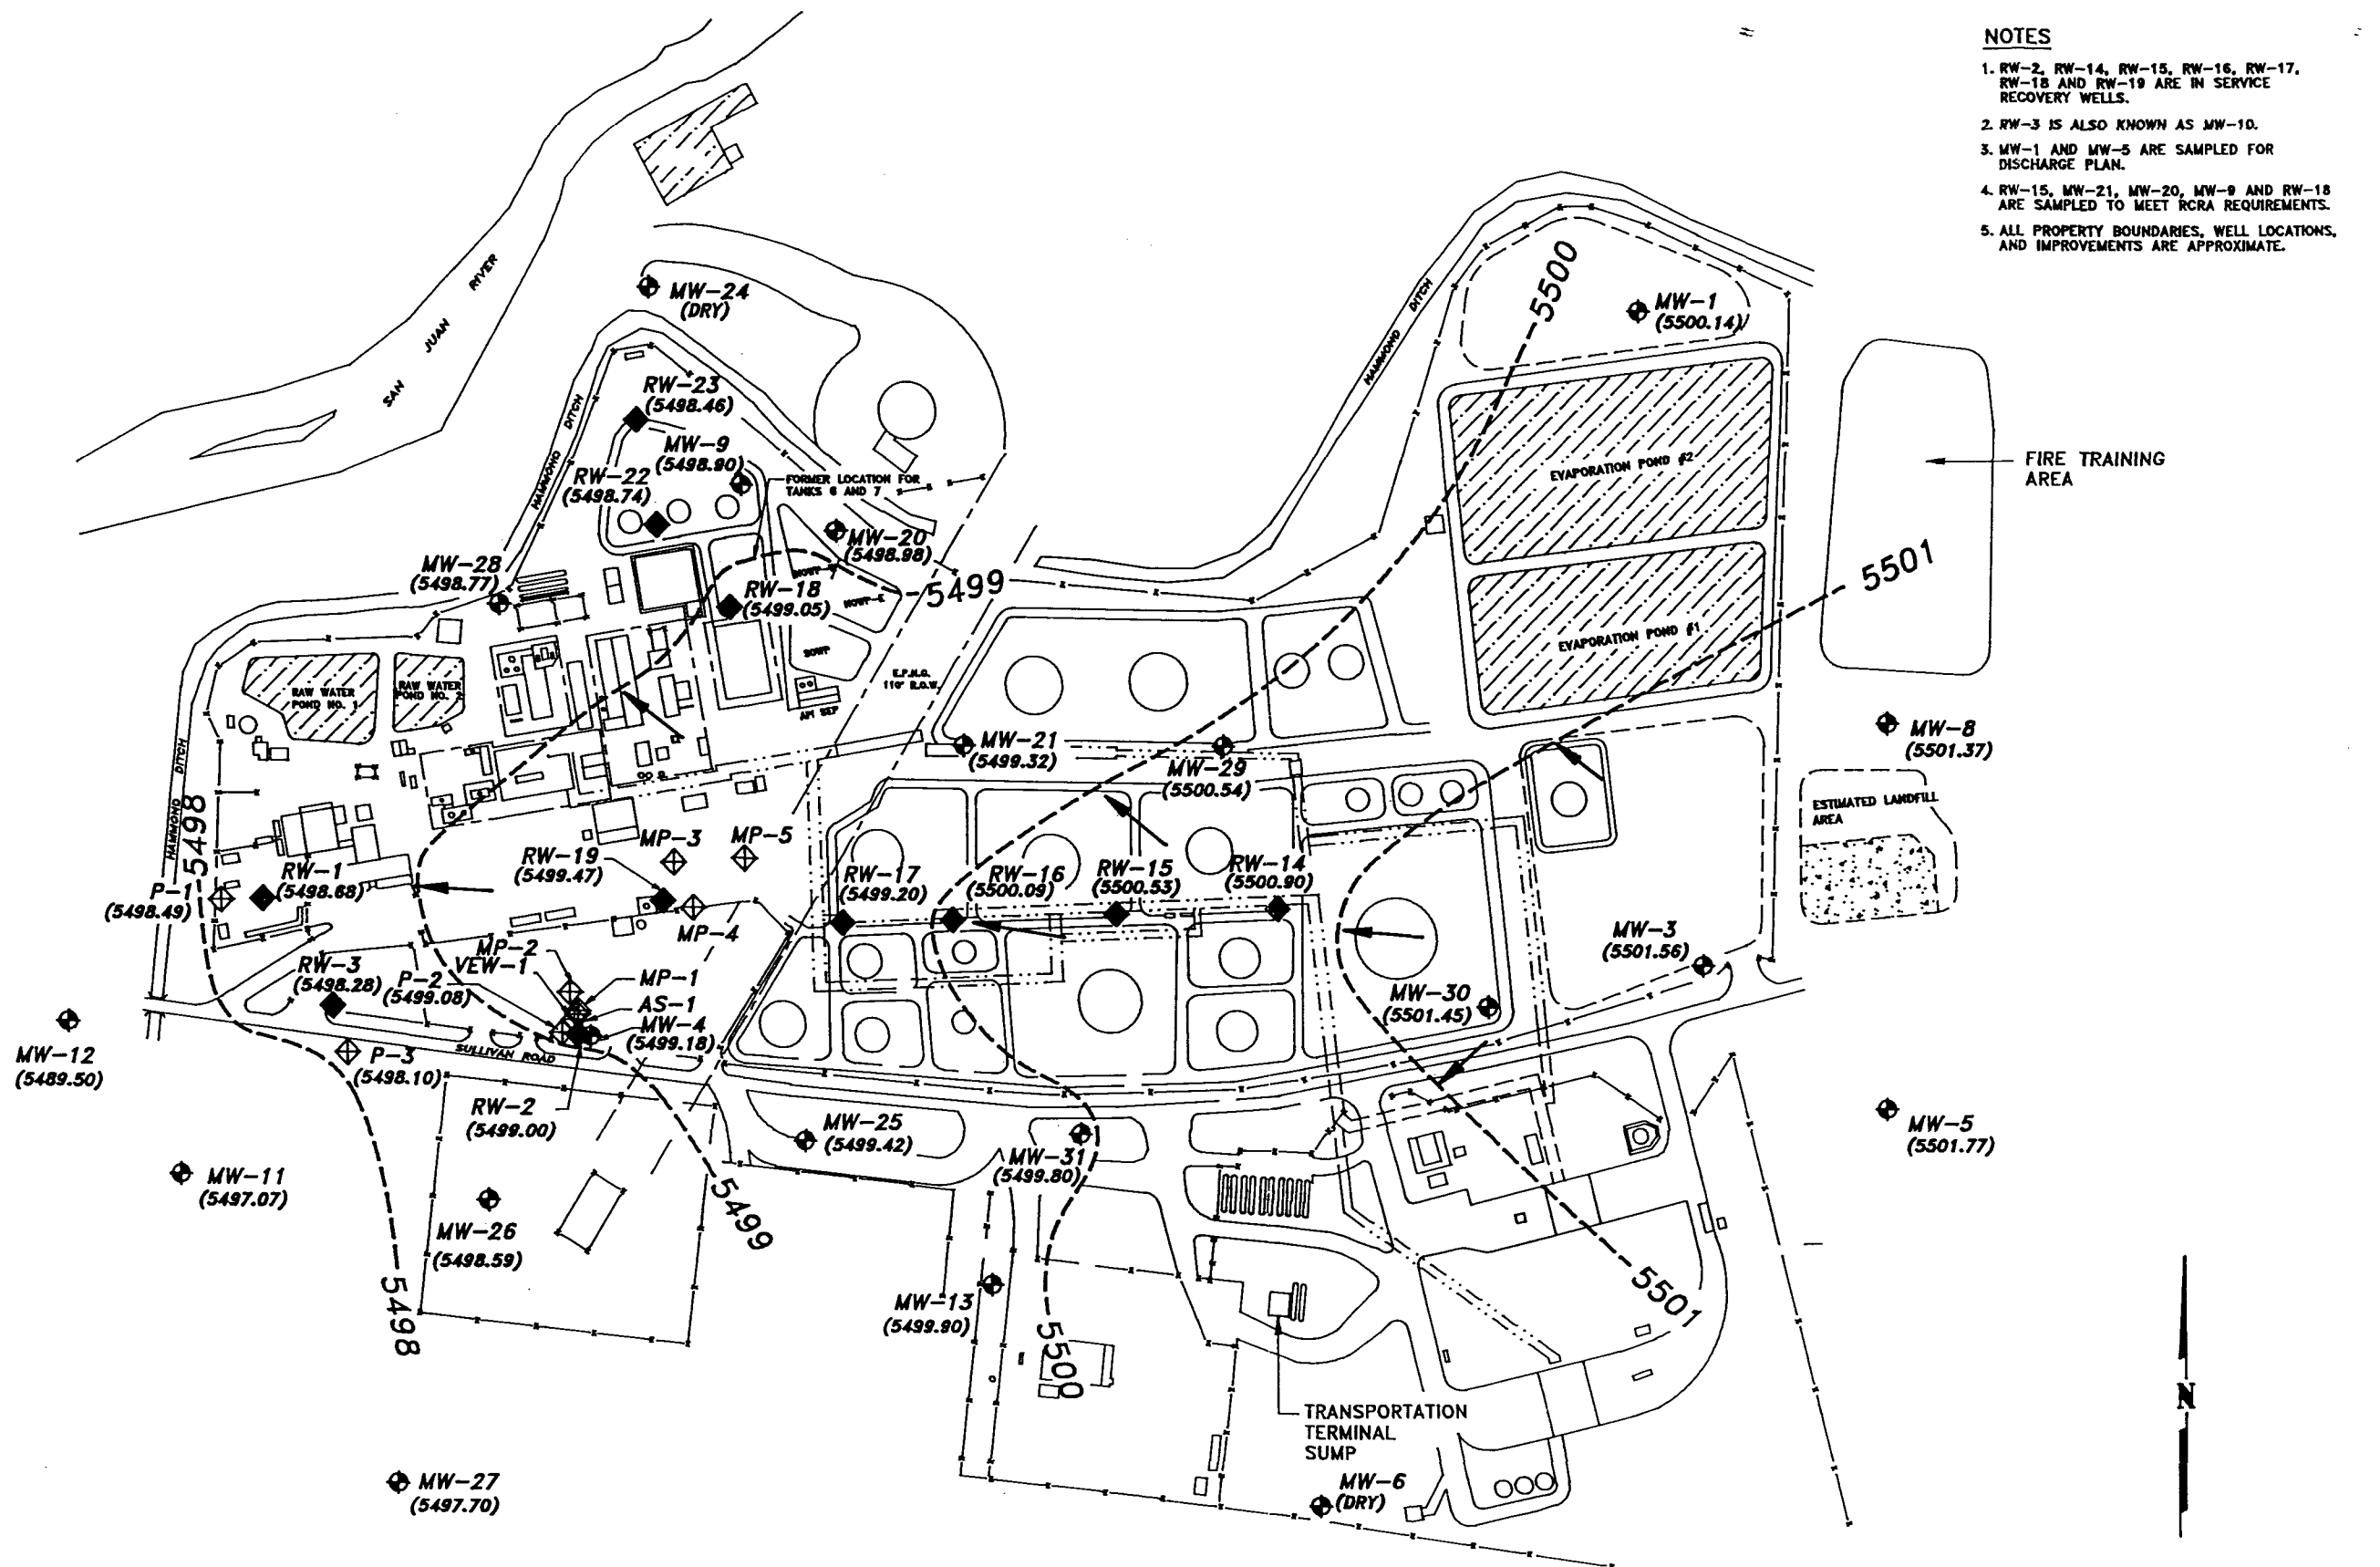 NOTES
1. RW-2, RW-14, RW-15, RW-16, RW-17,
RW-18 AND RW-19 ARE IN SERVICE
RECOVERY WELLS.
2. RW-3 IS ALSO KNOWN AS MW-10.
3. MW-1 AND MW-5 ARE SAMPLED FOR
DISCHARGE PLAN.
4. RW-15, MW-21, MW-20, MW-9 AND RW-18
ARE SAMPLED TO MEET RCRA REQUIREMENTS.
5. ALL PROPERTY BOUNDARIES, WELL LOCATIONS,
AND IMPROVEMENTS ARE APPROXIMATE.
SAN JUAN RIVER
MW-24
(DRY)
HAMMOND DITCH
5500
MW-1
(5500.14)
RW-23
(5498.46)
HAMMOND DITCH
MW-9
(5498.90)
RW-22
(5498.74)
FORMER LOCATION FOR
TANKS 6 AND 7
EVAPORATION POND #2
FIRE TRAINING
AREA
MW-20
(5498.98)
MW-28
(5498.77)
RW-18
(5499.05)
NOWP
NOWP
SOWP
5499
5501
EVAPORATION POND #1
RAW WATER
POND NO. 1
RAW WATER
POND NO. 2
E.P.N.G.
110' R.O.W.
API SEP
HAMMOND DITCH
MW-21
(5499.32)
MW-29
(5500.54)
MW-8
(5501.37)
5498
ESTIMATED LANDFILL
AREA
MP-3
MP-5
RW-19
(5499.47)
P-1
(5498.49)
RW-1
(5498.68)
RW-17
(5499.20)
RW-16
(5500.09)
RW-15
(5500.53)
RW-14
(5500.90)
MP-4
MP-2
VEW-1
RW-3
(5498.28)
P-2
(5499.08)
MP-1
AS-1
MW-4
(5499.18)
MW-3
(5501.56)
MW-30
(5501.45)
MW-12
(5489.50)
SULLIVAN ROAD
P-3
(5498.10)
RW-2
(5499.00)
MW-25
(5499.42)
MW-31
(5499.80)
MW-5
(5501.77)
MW-11
(5497.07)
MW-26
(5498.59)
5499
5498
MW-13
(5499.90)
5500
5501
TRANSPORTATION
TERMINAL
SUMP
N
MW-27
(5497.70)
MW-6
(DRY)